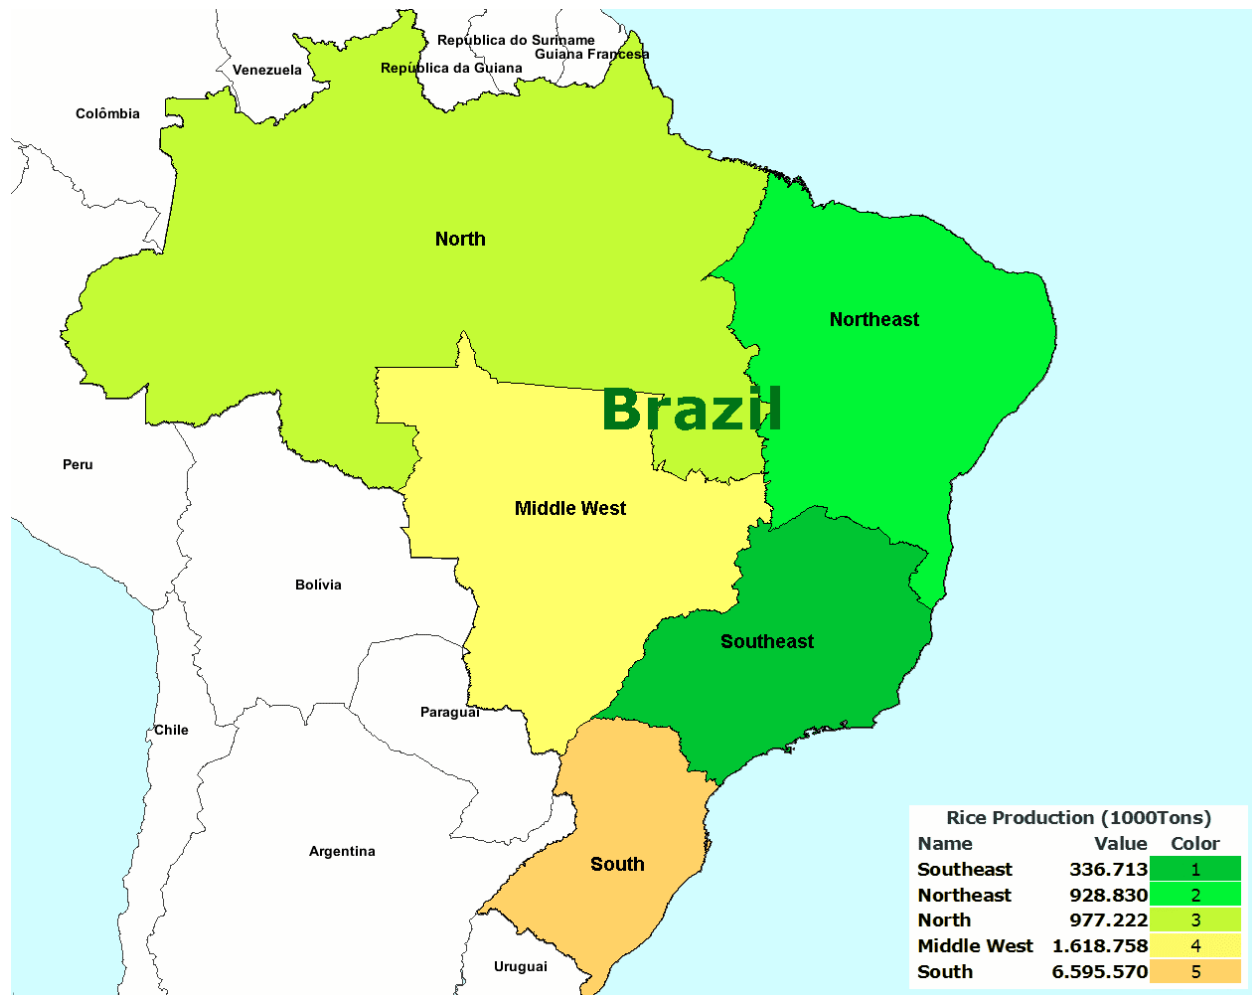 República do Suriname
Guiana Francesa
Venezuela
República da Guiana
Colômbia
North
Northeast
Brazil
Peru
Middle West
Bolívia
Southeast
Paraguai
Chile
Argentina
South
Uruguai
Rice Production (1000Tons)
Name Value Color
Southeast 336.713 1
Northeast 928.830 2
North 977.222 3
Middle West 1.618.758 4
South 6.595.570 5